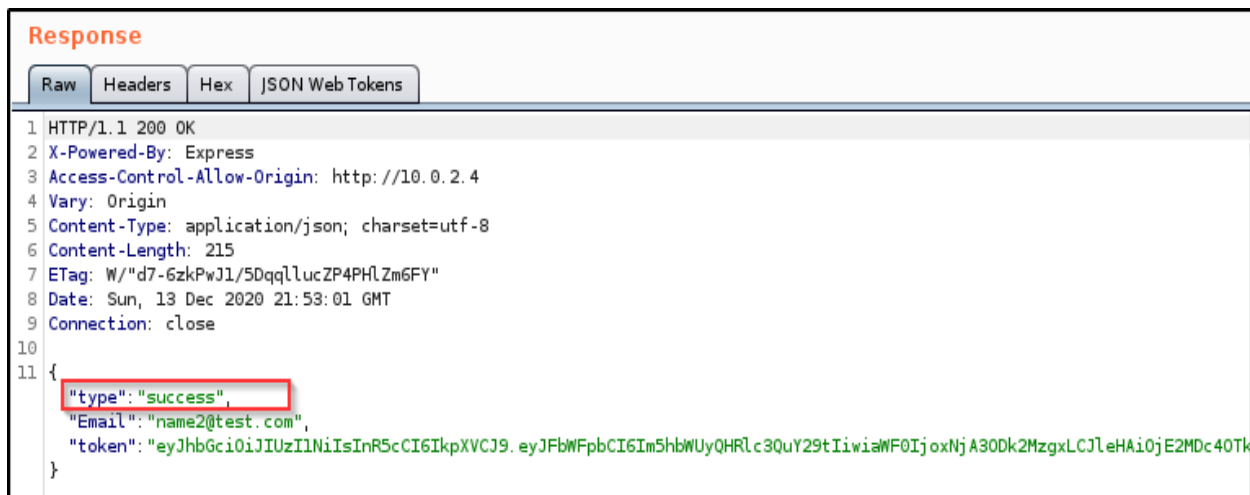 Response
Raw Headers Hex JSON Web Tokens
1 HTTP/1.1 200 OK
2 X-Powered-By: Express
3 Access-Control-Allow-Origin: http://10.0.2.4
4 Vary: Origin
5 Content-Type: application/json; charset=utf-8
6 Content-Length: 215
7 ETag: W/"d7-6zkPwJ1/5DqqllucZP4PHlZm6FY"
8 Date: Sun, 13 Dec 2020 21:53:01 GMT
9 Connection: close
10
11 {
"type":"success",
"Email":"name2@test.com",
"token":"eyJhbGciOiJIUzI1NiIsInR5cCI6IkpXVCJ9.eyJFbWFpbCI6Im5hbWUyQHRlc3QuY29tIiwiaWF0IjoxNjA3ODk2MzgxLCJleHAiOjE2MDc4OTk
}